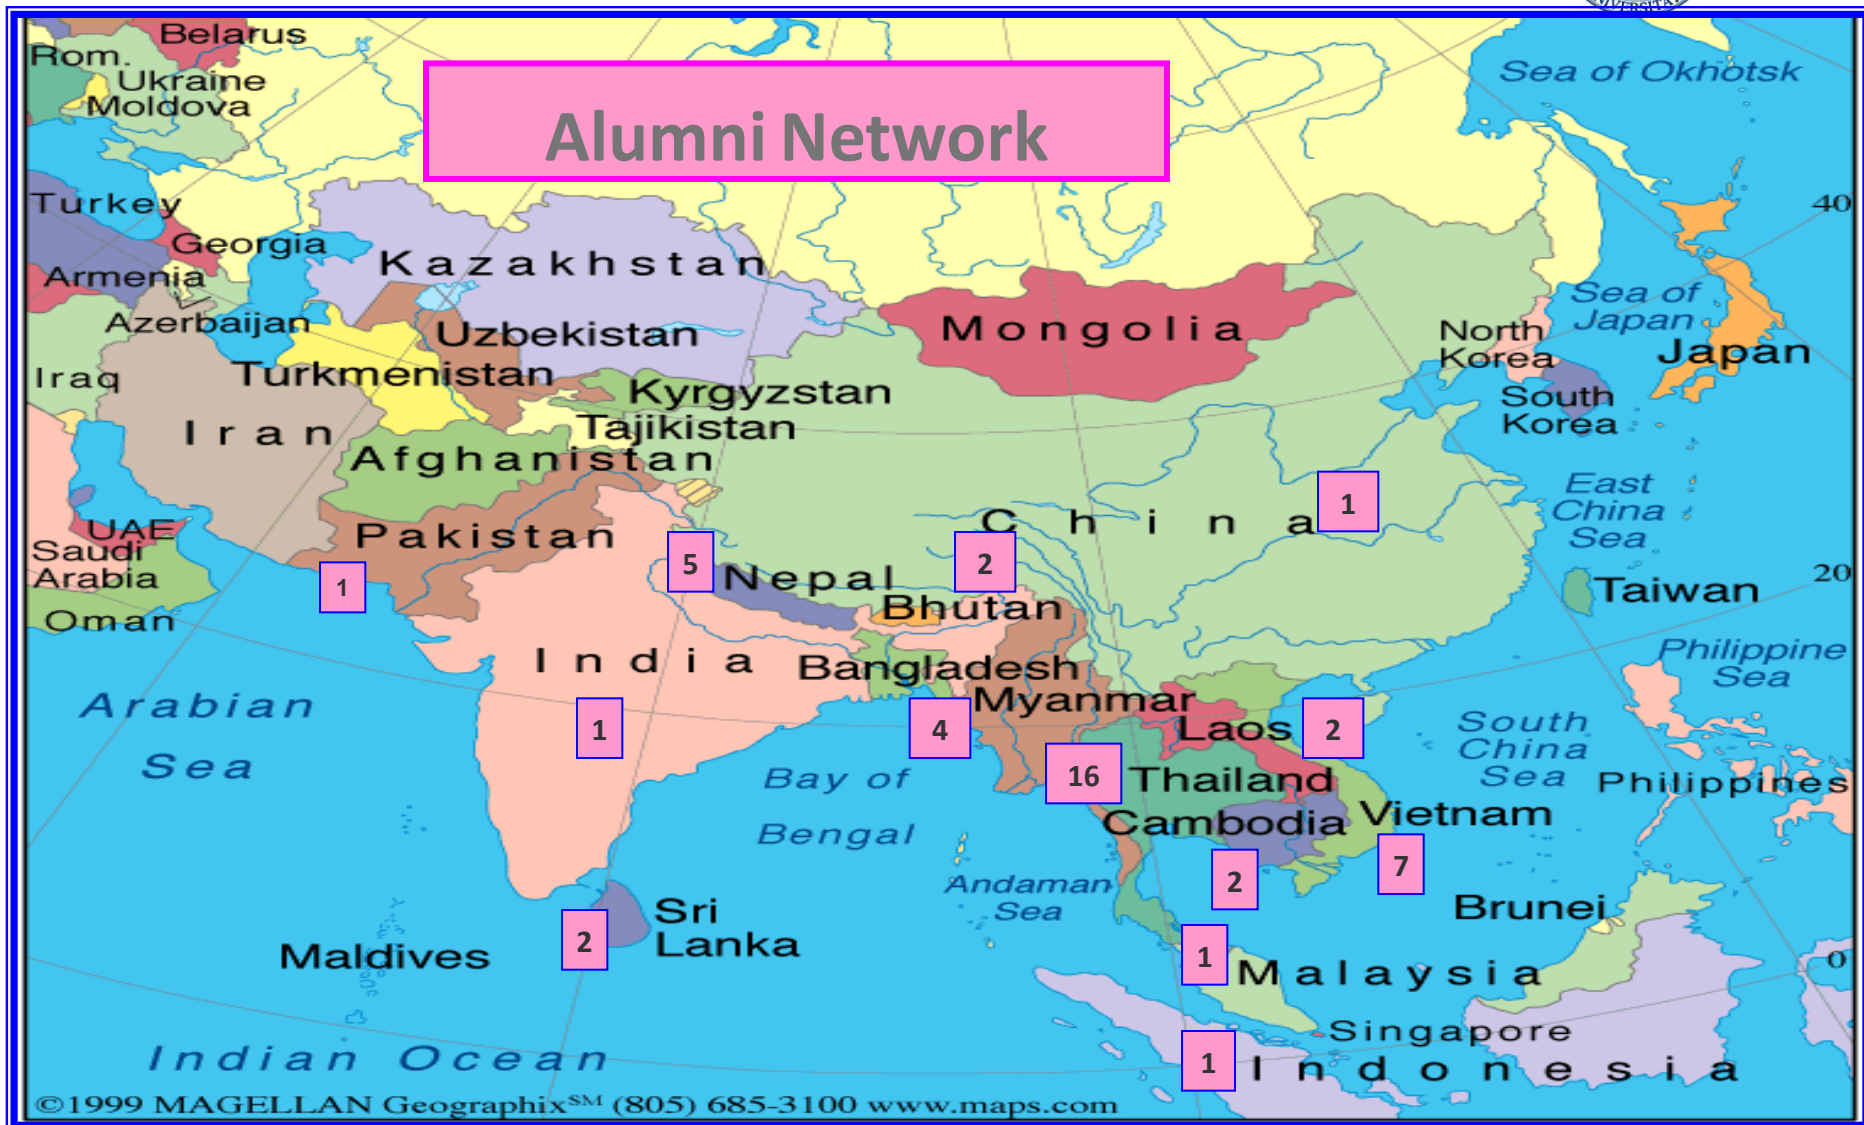 VERSITA
Belarus
Rom.
Ukraine
Moldova
Sea of Okhotsk
Alumni Network
Turkey
40
Georgia
Kazakhstan
Armenia
Sea of
Japan
Azerbaijan
Uzbekistan
Mongolia
North
Korea
Japan
Iraq
Turkmenistan
Kyrgyzstan
South
Korea
Iran
Tajikistan
Afghanistan
East
China
Sea
1
China
UAE
Pakistan
Saudi
Arabia
1
5
Nepal
2
20
Taiwan
Oman
Bhutan
India
Bangladesh
Philippine
Sea
Arabian
Sea
Myanmar
1
4
Laos
2
South
China
Sea
Bay of
Bengal
16
Thailand
Philippines
Cambodia
Vietnam
7
2
Andaman
Sea
Brunei
Sri
Lanka
2
Maldives
1
Malaysia
0
Singapore
Indian Ocean
1
Indonesia
©1999 MAGELLAN Geographix℠ (805) 685-3100 www.maps.com